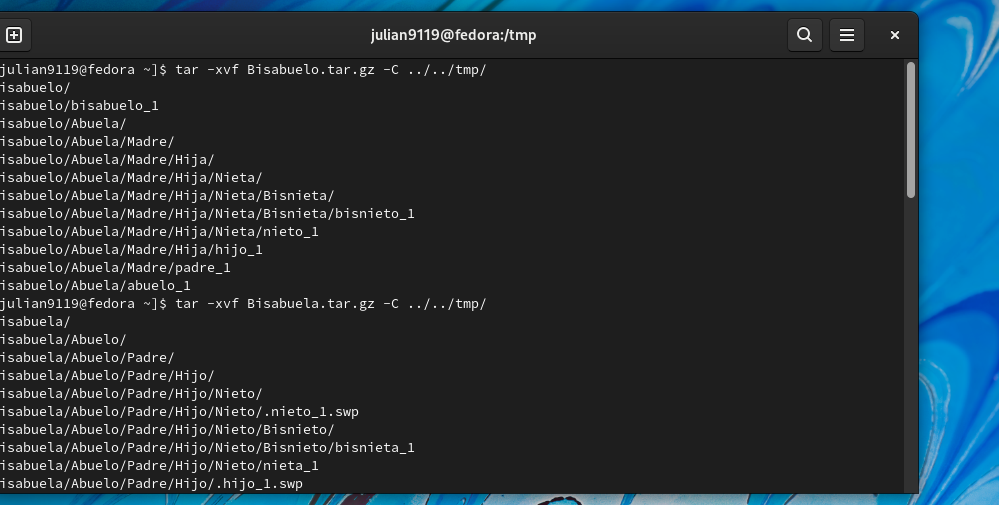 julian9119@fedora:/tmp
julian9119@fedora ~]$ tar -xvf Bisabuelo.tar.gz -C ../../tmp/
isabuelo/
isabuelo/bisabuelo_1
isabuelo/Abuela/
isabuelo/Abuela/Madre/
isabuelo/Abuela/Madre/Hija/
isabuelo/Abuela/Madre/Hija/Nieta/
isabuelo/Abuela/Madre/Hija/Nieta/Bisnieta/
isabuelo/Abuela/Madre/Hija/Nieta/Bisnieta/bisnieto_1
isabuelo/Abuela/Madre/Hija/Nieta/nieto_1
isabuelo/Abuela/Madre/Hija/hijo_1
isabuelo/Abuela/Madre/padre_1
isabuelo/Abuela/abuelo_1
julian9119@fedora ~]$ tar -xvf Bisabuela.tar.gz -C ../../tmp/
isabuela/
isabuela/Abuelo/
isabuela/Abuelo/Padre/
isabuela/Abuelo/Padre/Hijo/
isabuela/Abuelo/Padre/Hijo/Nieto/
isabuela/Abuelo/Padre/Hijo/Nieto/.nieto_1.swp
isabuela/Abuelo/Padre/Hijo/Nieto/Bisnieto/
isabuela/Abuelo/Padre/Hijo/Nieto/Bisnieto/bisnieta_1
isabuela/Abuelo/Padre/Hijo/Nieto/nieta_1
isabuela/Abuelo/Padre/Hijo/.hijo_1.swp